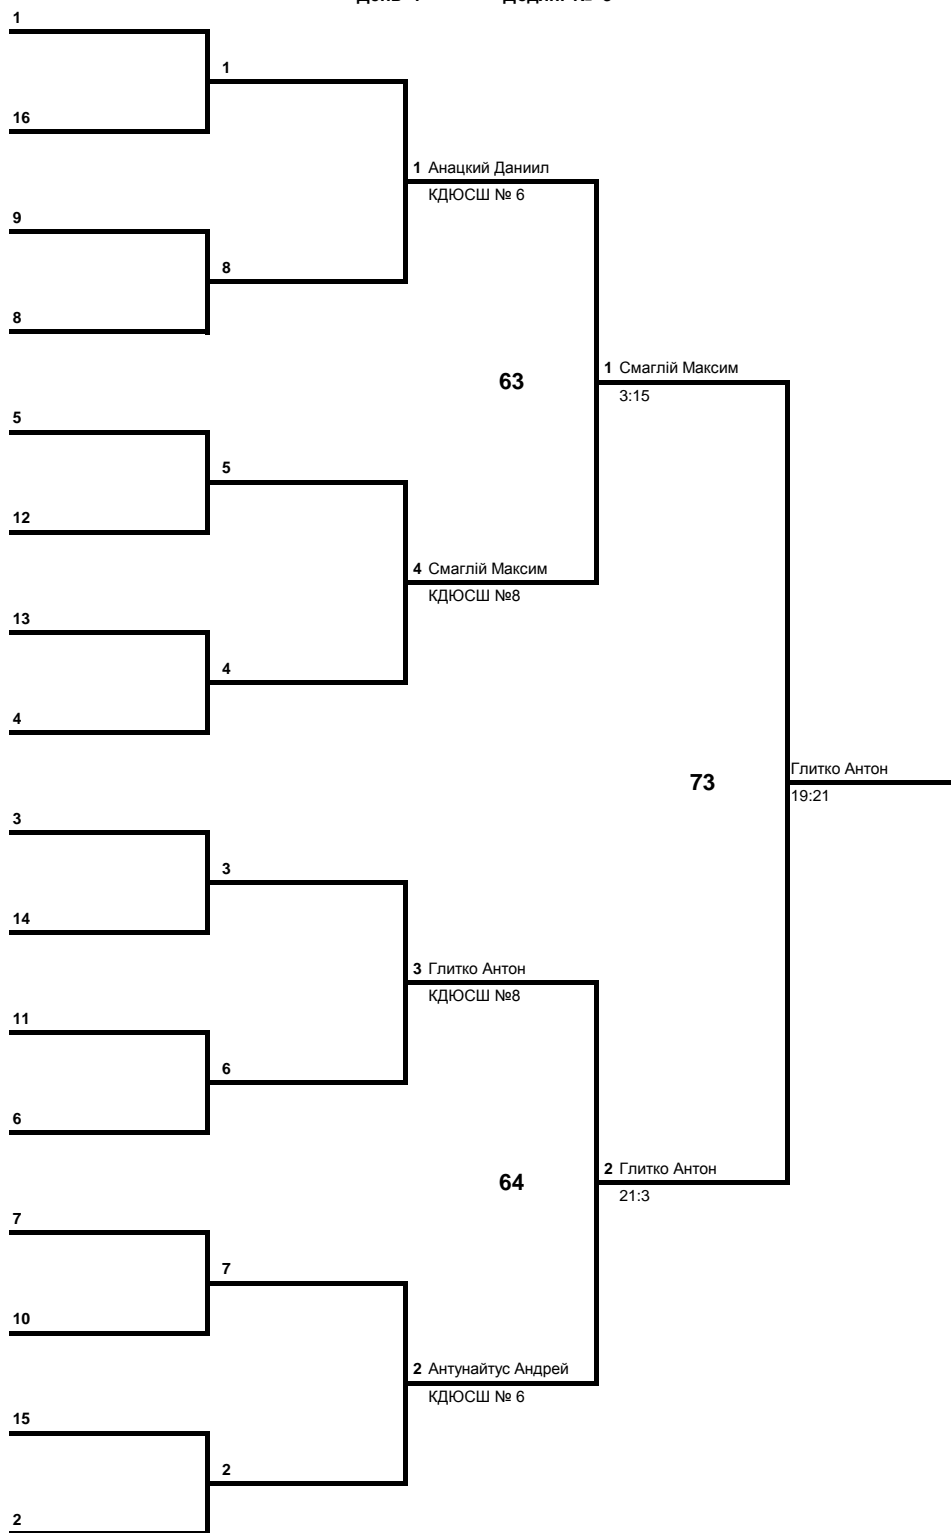 1
1
16
1 Анацкий Даниил
КДЮСШ № 6
9
8
8
63
1 Смаглій Максим
3:15
5
5
12
4 Смаглій Максим
КДЮСШ №8
13
4
4
73
Глитко Антон
19:21
3
3
14
3 Глитко Антон
КДЮСШ №8
11
6
6
64
2 Глитко Антон
21:3
7
7
10
2 Антунайтус Андрей
КДЮСШ № 6
15
2
2